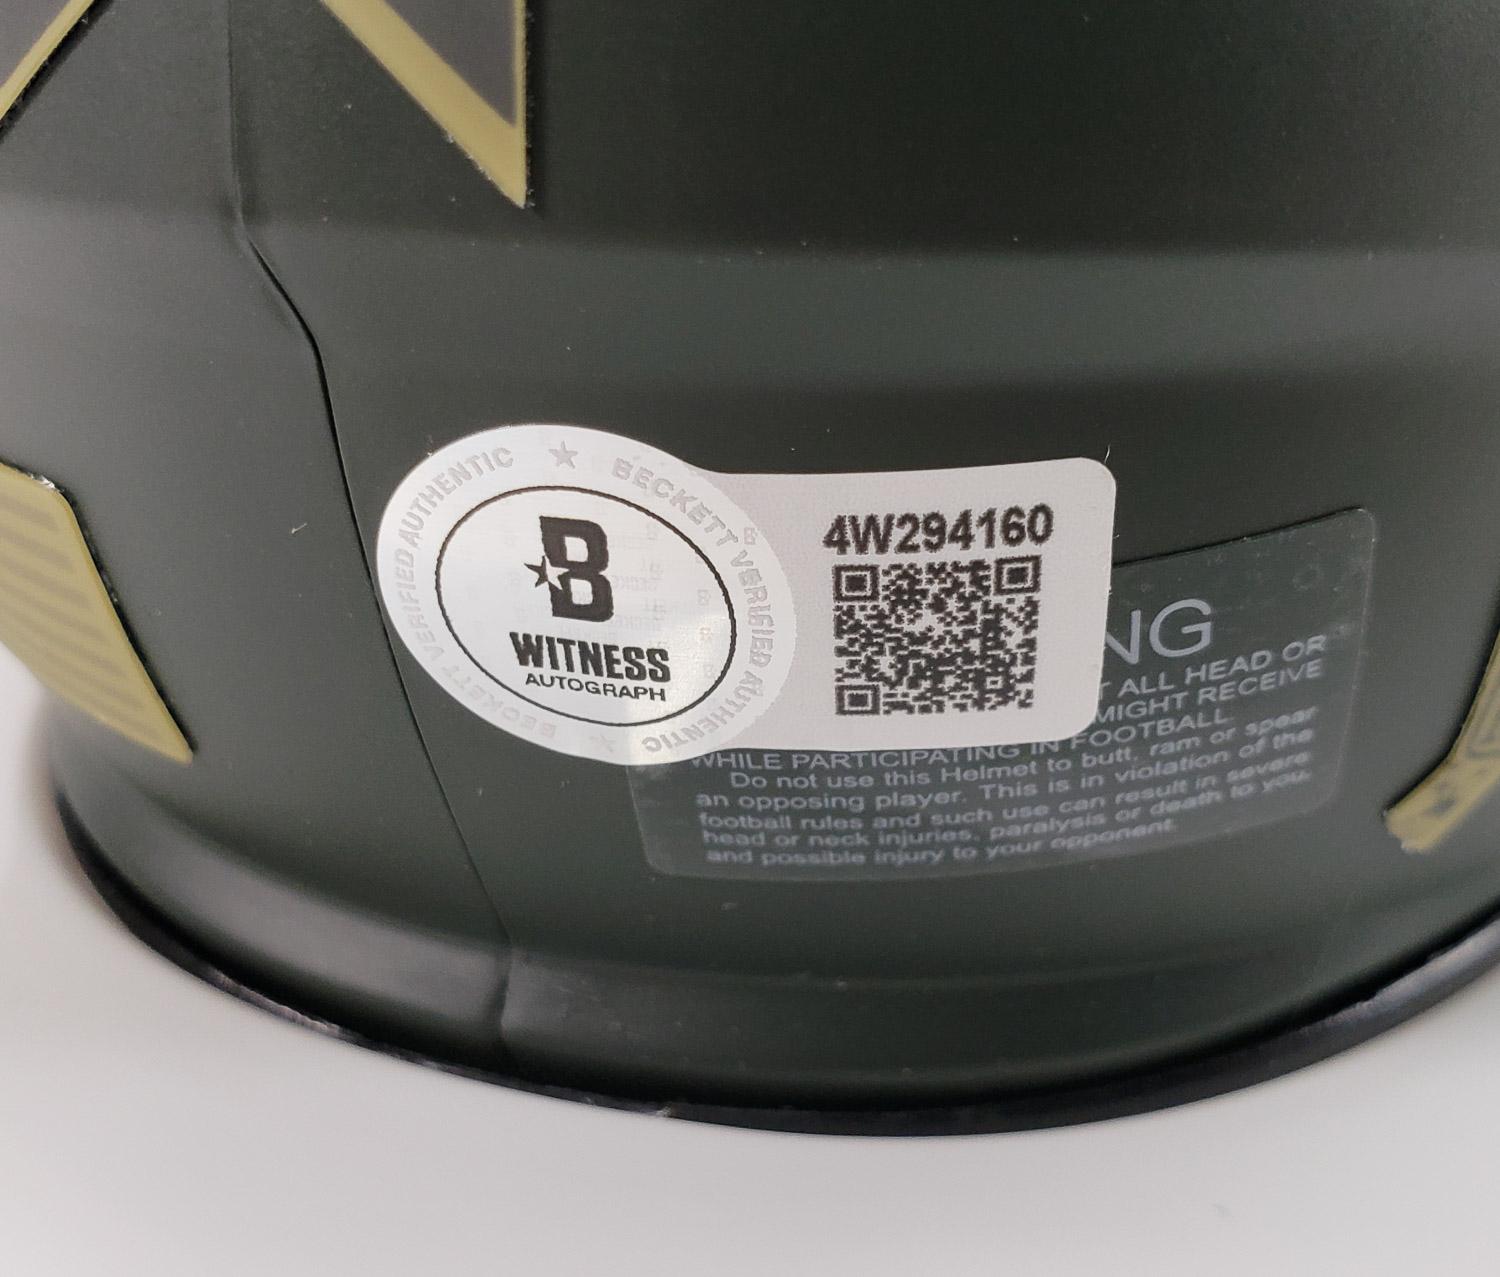 BECKETT VERIFIED AUTHENTIC ★ BECKETT VERIFIED AUTHENTIC ★
B
WITNESS
AUTOGRAPH
4W294160
NG
T ALL HEAD OR
MIGHT RECEIVE
WHILE PARTICIPATING IN FOOTBALL.
Do not use this Helmet to butt, ram or spear
an opposing player. This is in violation of the
football rules and such use can result in severe
head or neck injuries, paralysis or death to you,
and possible injury to your opponent.